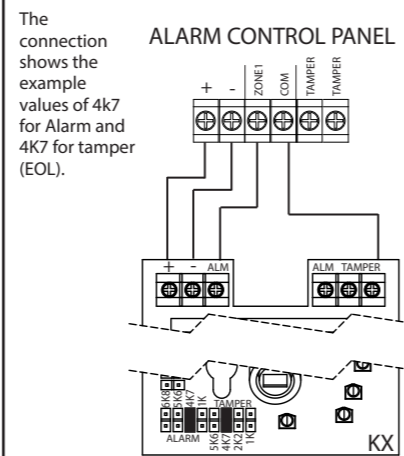 The
connection
shows the
example
values of 4k7
for Alarm and
4K7 for tamper
(EOL).
ALARM CONTROL PANEL
+ - ZONE1 COM TAMPER TAMPER
+ - ALM
ALM TAMPER
6K8 5K6 4K7 1K
TAMPER
ALARM
5K6 4K7 2K2 1K
KX